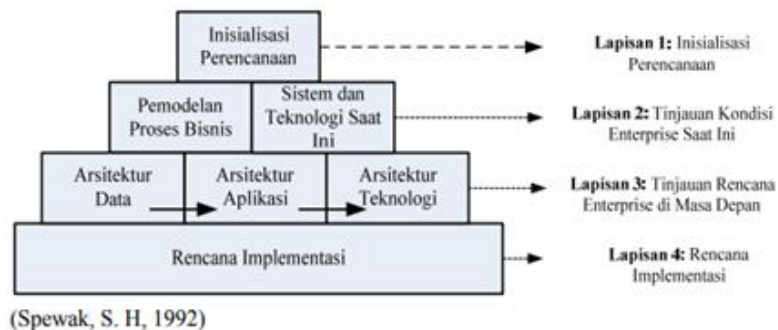 Inisialisasi
Perencanaan
Lapisan 1: Inisialisasi
Perencanaan
Pemodelan
Proses Bisnis
Sistem dan
Teknologi Saat
Ini
Lapisan 2: Tinjauan Kondisi
Enterprise Saat Ini
Arsitektur
Data
Arsitektur
Aplikasi
Arsitektur
Teknologi
Lapisan 3: Tinjauan Rencana
Enterprise di Masa Depan
Rencana Implementasi
Lapisan 4: Rencana
Implementasi
(Spewak, S. H, 1992)